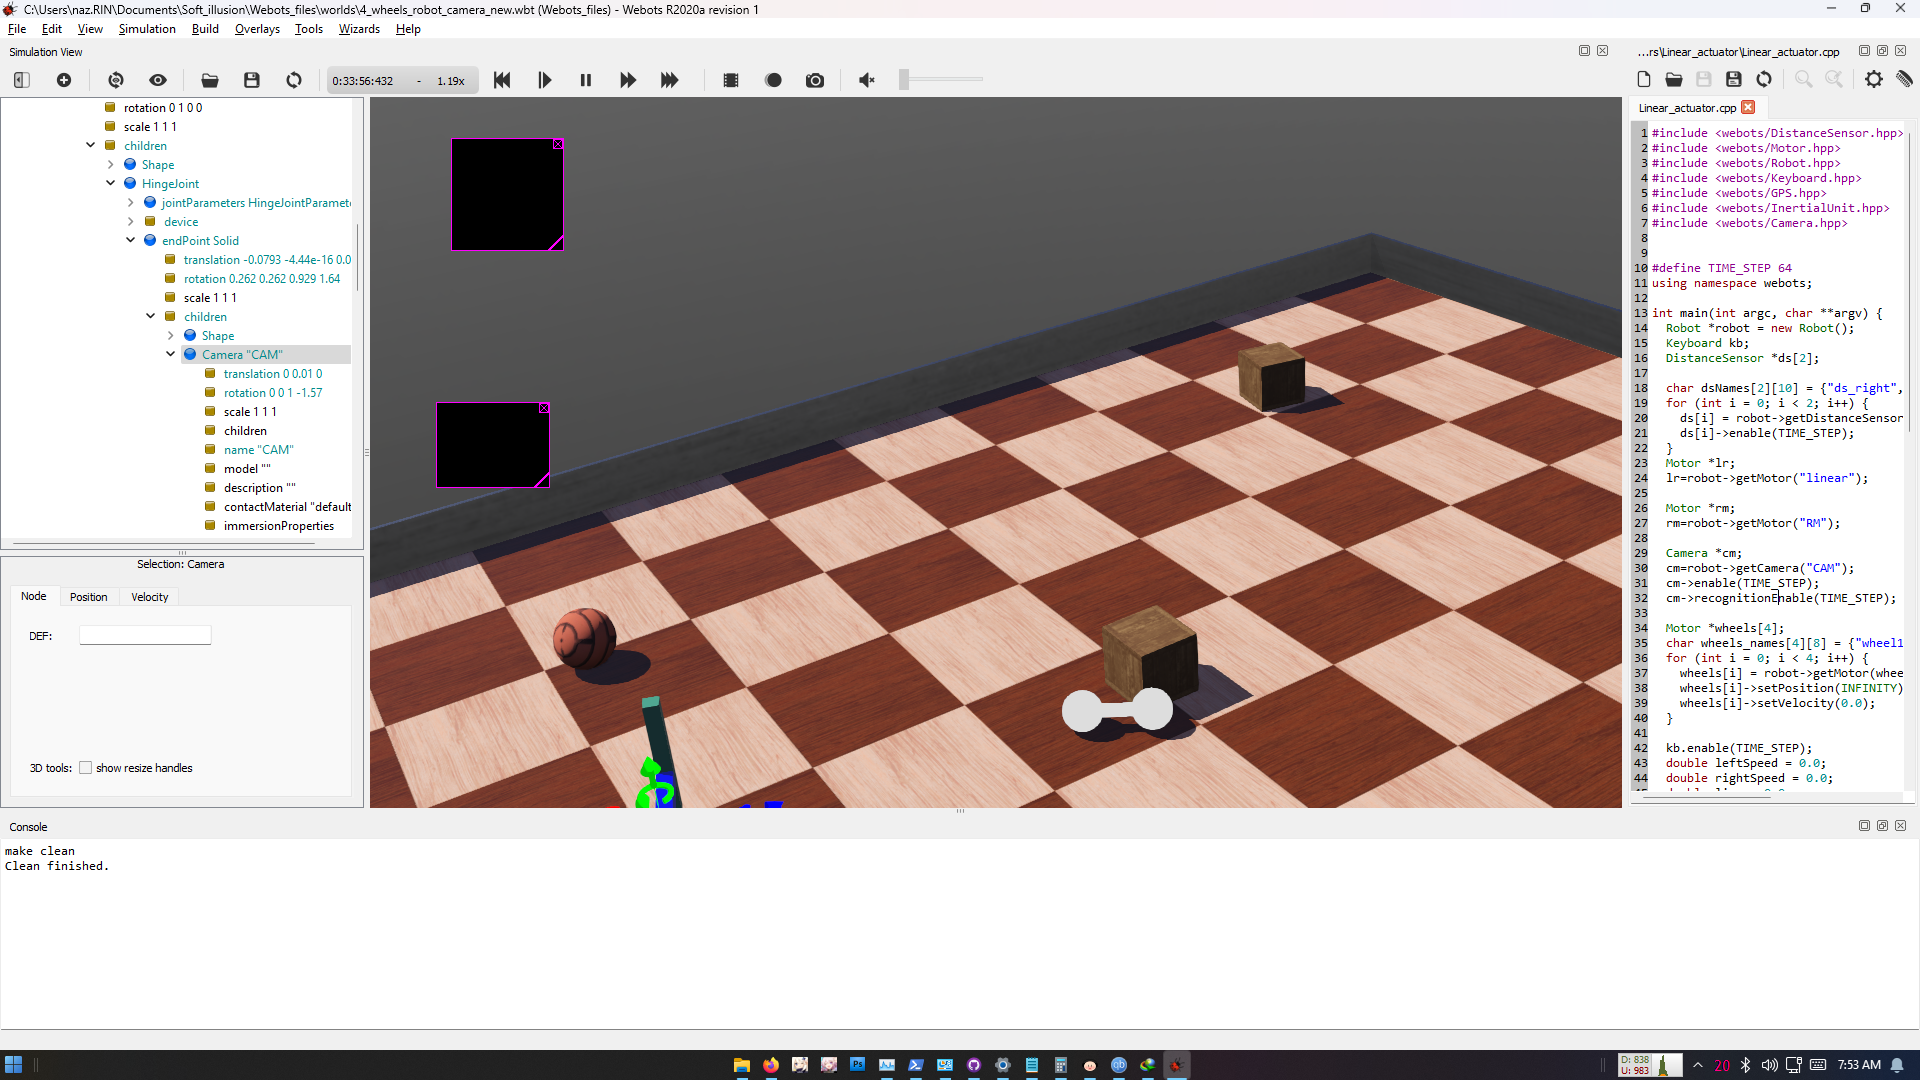 C:\Users\naz.RIN\Documents\Soft_illusion\Webots_files\worlds\4_wheels_robot_camera_new.wbt (Webots_files) - Webots R2020a revision 1
File Edit View Simulation Build Overlays Tools Wizards Help
Simulation View
0:33:56:432 - 1.19x
rotation 0 1 0 0
scale 1 1 1
children
Shape
HingeJoint
jointParameters HingeJointParamete
device
endPoint Solid
translation -0.0793 -4.44e-16 0.0
rotation 0.262 0.262 0.929 1.64
scale 1 1 1
children
Shape
Camera "CAM"
translation 0 0.01 0
rotation 0 0 1 -1.57
scale 1 1 1
children
name "CAM"
model ""
description ""
contactMaterial "default
immersionProperties
Selection: Camera
Node Position Velocity
DEF:
3D tools: show resize handles
...rs\Linear_actuator\Linear_actuator.cpp
Linear_actuator.cpp
1 #include <webots/DistanceSensor.hpp>
2 #include <webots/Motor.hpp>
3 #include <webots/Robot.hpp>
4 #include <webots/Keyboard.hpp>
5 #include <webots/GPS.hpp>
6 #include <webots/InertialUnit.hpp>
7 #include <webots/Camera.hpp>
8
9
10 #define TIME_STEP 64
11 using namespace webots;
12
13 int main(int argc, char **argv) {
14 Robot *robot = new Robot();
15 Keyboard kb;
16 DistanceSensor *ds[2];
17
18 char dsNames[2][10] = {"ds_right",
19 for (int i = 0; i < 2; i++) {
20 ds[i] = robot->getDistanceSensor
21 ds[i]->enable(TIME_STEP);
22 }
23 Motor *lr;
24 lr=robot->getMotor("linear");
25
26 Motor *rm;
27 rm=robot->getMotor("RM");
28
29 Camera *cm;
30 cm=robot->getCamera("CAM");
31 cm->enable(TIME_STEP);
32 cm->recognitionEnable(TIME_STEP);
33
34 Motor *wheels[4];
35 char wheels_names[4][8] = {"wheel1
36 for (int i = 0; i < 4; i++) {
37 wheels[i] = robot->getMotor(whee
38 wheels[i]->setPosition(INFINITY)
39 wheels[i]->setVelocity(0.0);
40 }
41
42 kb.enable(TIME_STEP);
43 double leftSpeed = 0.0;
44 double rightSpeed = 0.0;
Console
make clean
Clean finished.
D: 838
U: 983
20
7:53 AM